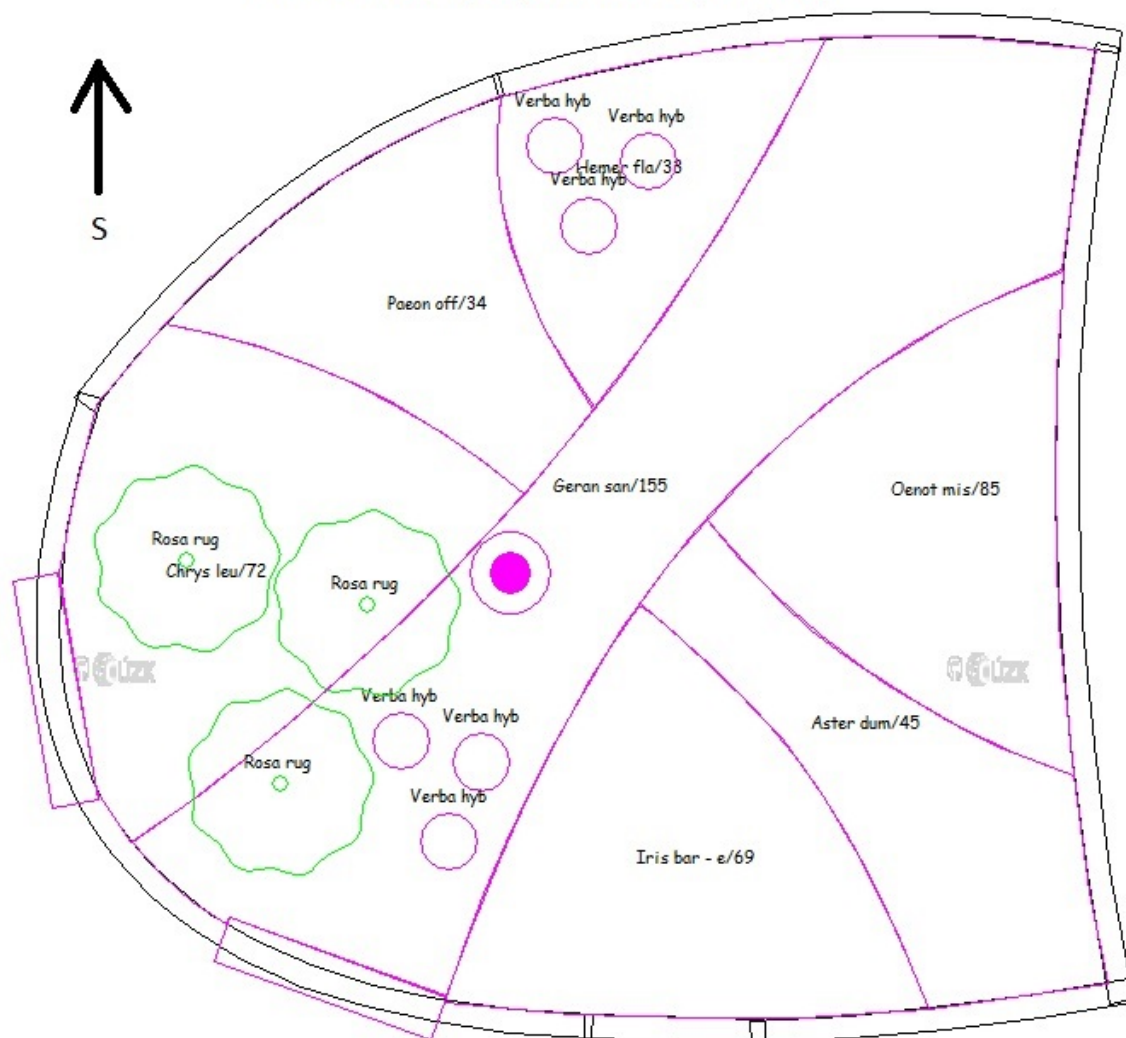 Verba hyb
Verba hyb
Hemer fla/38
Verba hyb
S
Paeon off/34
Geran san/155
Oenot mis/85
Rosa rug
Chrys leu/72
Rosa rug
ČÚZK
ČÚZK
Verba hyb
Verba hyb
Aster dum/45
Rosa rug
Verba hyb
Iris bar - e/69